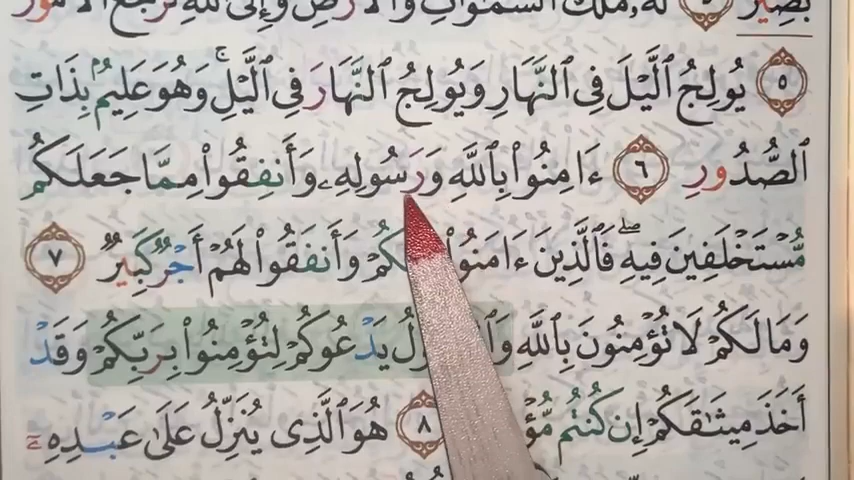 بَصِيرٌ ٤ لَّهُۥ مُلْكُ ٱلسَّمَٰوَٰتِ وَٱلْأَرْضِ وَإِلَى ٱللَّهِ تُرْجَعُ ٱلْأُمُورُ
٥ يُولِجُ ٱلَّيْلَ فِى ٱلنَّهَارِ وَيُولِجُ ٱلنَّهَارَ فِى ٱلَّيْلِ ۚ وَهُوَ عَلِيمٌۢ بِذَاتِ
ٱلصُّدُورِ ٦ ءَامِنُوا۟ بِٱللَّهِ وَرَسُولِهِۦ وَأَنفِقُوا۟ مِمَّا جَعَلَكُم
مُّسْتَخْلَفِينَ فِيهِ ۖ فَٱلَّذِينَ ءَامَنُوا۟ وَأَنفَقُوا۟ لَهُمْ أَجْرٌ كَبِيرٌ ٧
وَمَا لَكُمْ لَا تُؤْمِنُونَ بِٱللَّهِ يَدْعُوكُمْ لِتُؤْمِنُوا۟ بِرَبِّكُمْ وَقَدْ
أَخَذَ مِيثَٰقَكُمْ إِن كُنتُم ٨ هُوَ ٱلَّذِى يُنَزِّلُ عَلَىٰ عَبْدِهِۦٓ